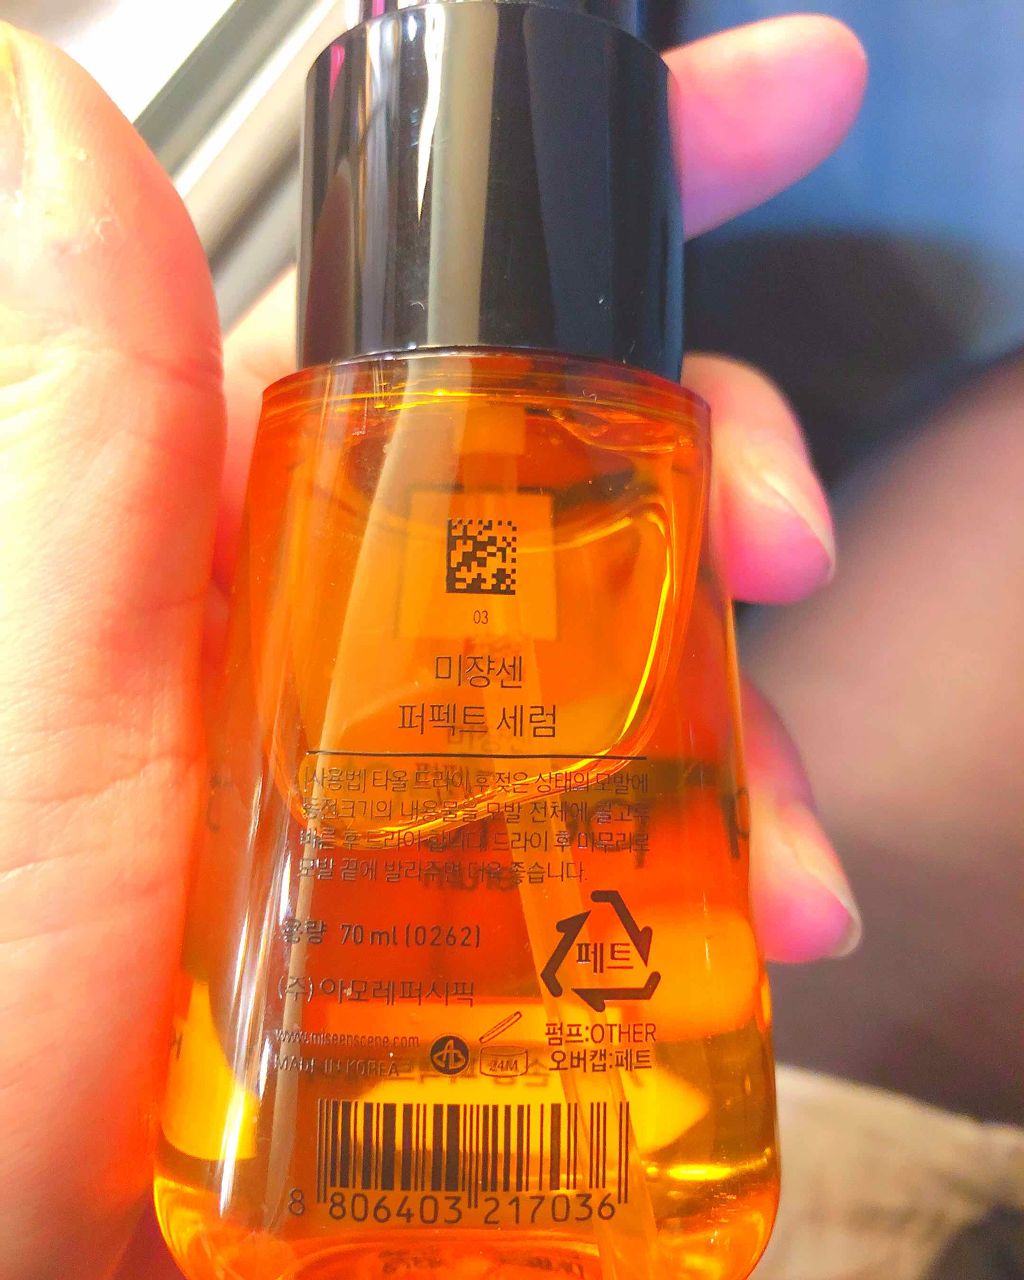 03
미쟝센
퍼펙트 세럼
[사용법] 타올 드라이 후 젖은 상태의 모발에
동전크기의 내용물을 모발 전체에 골고루
바른 후 드라이 합니다. 드라이 후 마무리로
모발 끝에 발라주면 더욱 좋습니다.
용량 70 ml (0262)
페트
(주)아모레퍼시픽
www.miseenscene.com
MADE IN KOREA
24M
펌프:OTHER
오버캡:페트
8 806403 217036